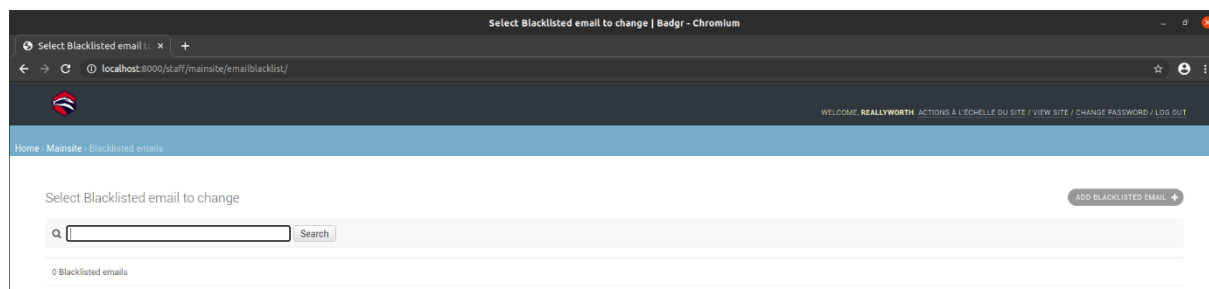 Select Blacklisted email to change | Badgr - Chromium
Select Blacklisted email to
localhost:8000/staff/mainsite/emailblacklist/
WELCOME, REALLYWORTH. ACTIONS À L'ÉCHELLE DU SITE / VIEW SITE / CHANGE PASSWORD / LOG OUT
Home › Mainsite › Blacklisted emails
Select Blacklisted email to change
ADD BLACKLISTED EMAIL +
Search
0 Blacklisted emails